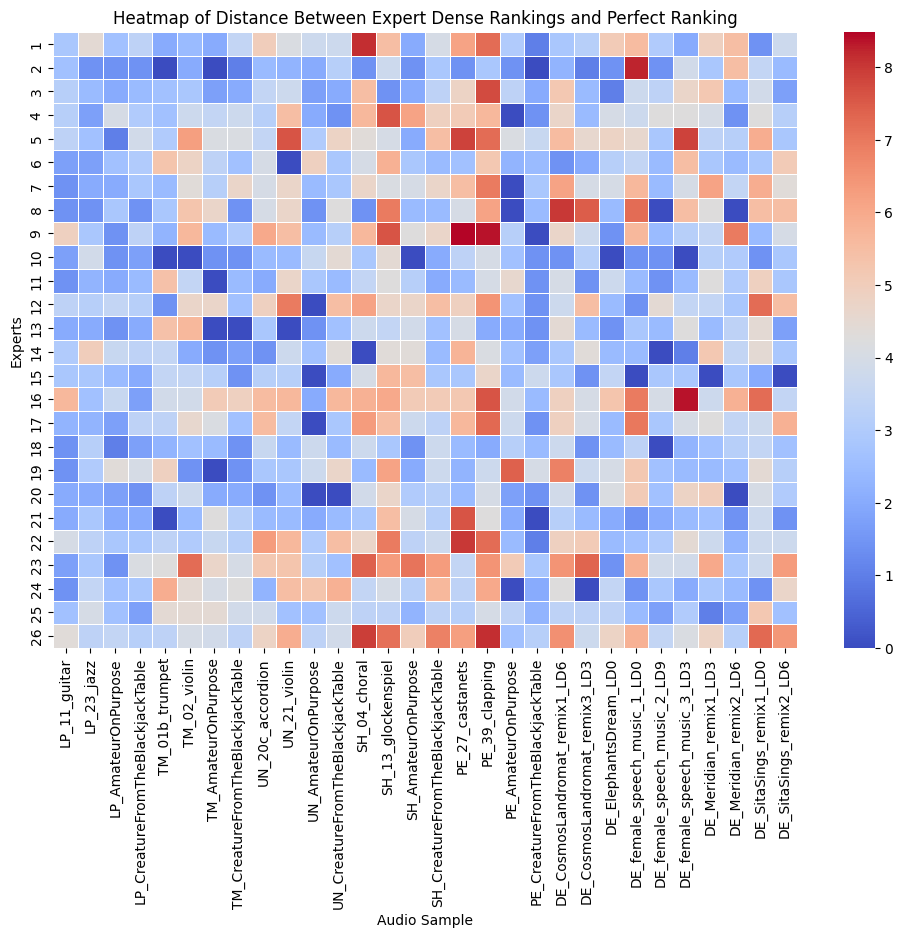 Heatmap of Distance Between Expert Dense Rankings and Perfect Ranking
Experts
1
2
3
4
5
6
7
8
9
10
11
12
13
14
15
16
17
18
19
20
21
22
23
24
25
26
LP_11_guitar
LP_23_jazz
LP_AmateurOnPurpose
LP_CreatureFromTheBlackjackTable
TM_01b_trumpet
TM_02_violin
TM_AmateurOnPurpose
TM_CreatureFromTheBlackjackTable
UN_20c_accordion
UN_21_violin
UN_AmateurOnPurpose
UN_CreatureFromTheBlackjackTable
SH_04_choral
SH_13_glockenspiel
SH_AmateurOnPurpose
SH_CreatureFromTheBlackjackTable
PE_27_castanets
PE_39_clapping
PE_AmateurOnPurpose
PE_CreatureFromTheBlackjackTable
DE_CosmosLandromat_remix1_LD6
DE_CosmosLandromat_remix3_LD3
DE_ElephantsDream_LD0
DE_female_speech_music_1_LD0
DE_female_speech_music_2_LD9
DE_female_speech_music_3_LD3
DE_Meridian_remix1_LD3
DE_Meridian_remix2_LD6
DE_SitaSings_remix1_LD0
DE_SitaSings_remix2_LD6
Audio Sample
8
7
6
5
4
3
2
1
0